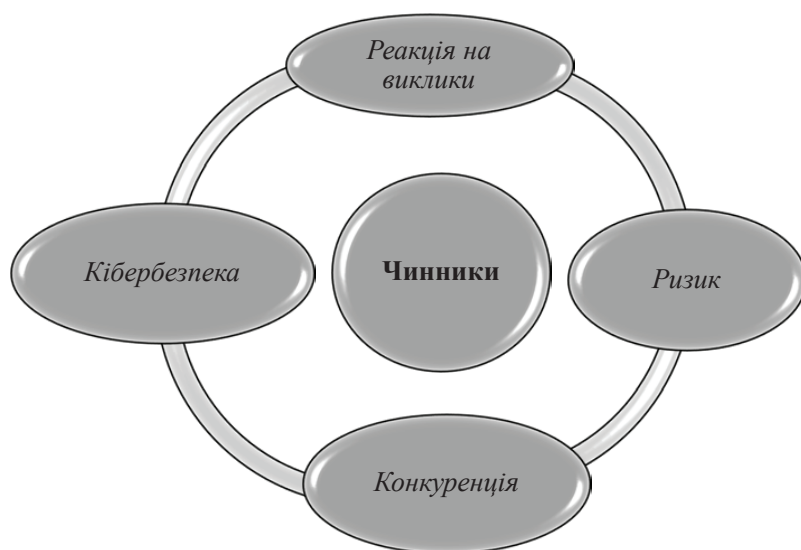 Реакція на
виклики
Кібербезпека
Чинники
Ризик
Конкуренція